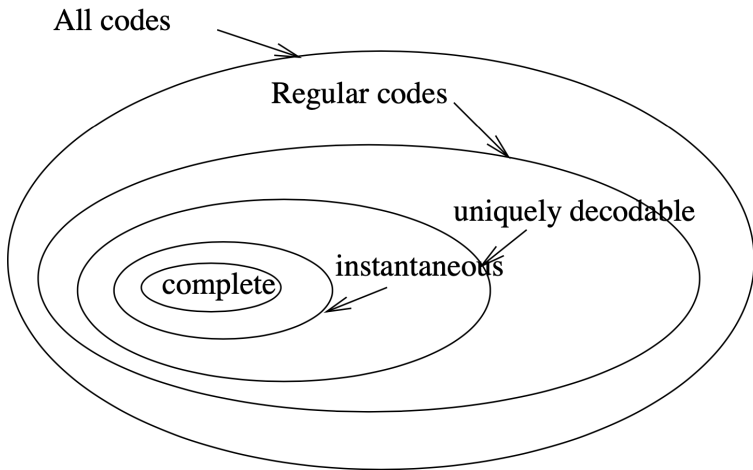 All codes
Regular codes
uniquely decodable
instantaneous
complete